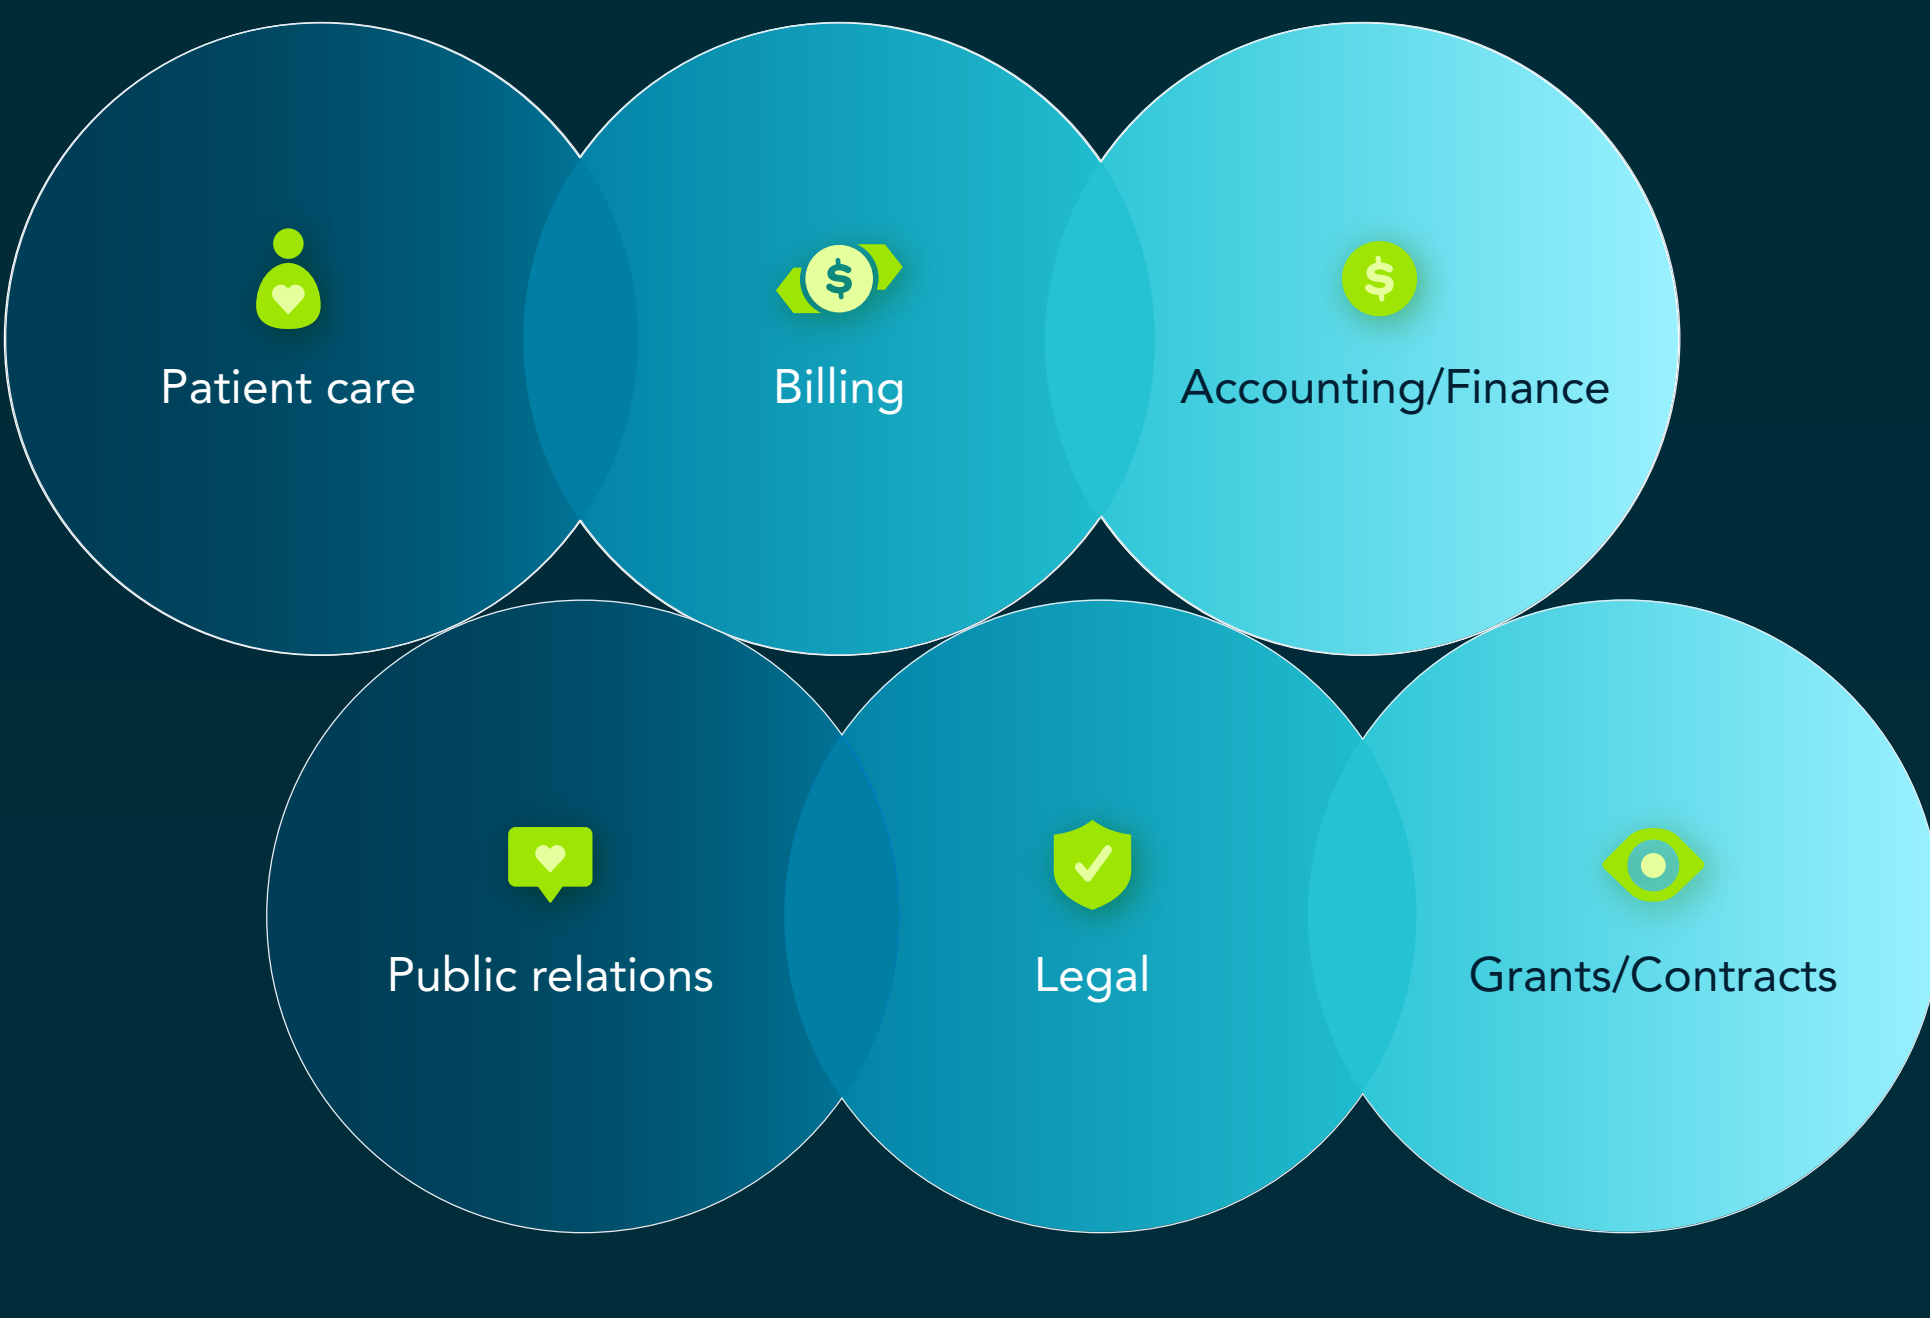 Patient care
Billing
Accounting/Finance
Public relations
Legal
Grants/Contracts